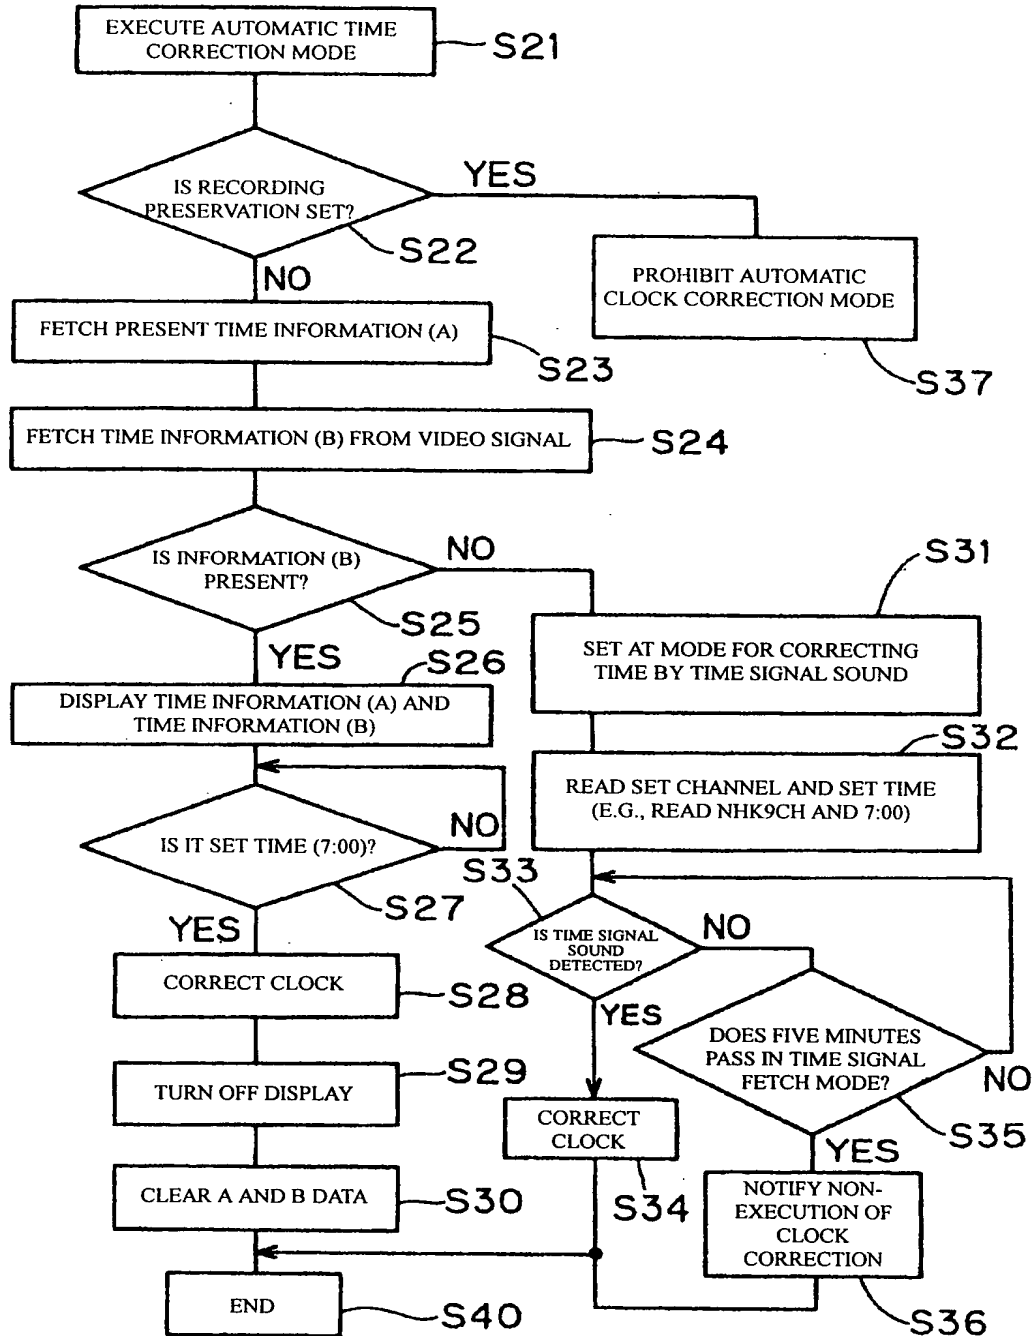 EXECUTE AUTOMATIC TIME
CORRECTION MODE
S21
IS RECORDING
PRESERVATION SET?
S22
YES
NO
PROHIBIT AUTOMATIC
CLOCK CORRECTION MODE
S37
FETCH PRESENT TIME INFORMATION (A)
S23
FETCH TIME INFORMATION (B) FROM VIDEO SIGNAL
S24
IS INFORMATION (B)
PRESENT?
S25
NO
YES
S26
DISPLAY TIME INFORMATION (A) AND
TIME INFORMATION (B)
IS IT SET TIME (7:00)?
NO
S27
YES
CORRECT CLOCK
S28
TURN OFF DISPLAY
S29
CLEAR A AND B DATA
S30
END
S40
S31
SET AT MODE FOR CORRECTING
TIME BY TIME SIGNAL SOUND
S32
READ SET CHANNEL AND SET TIME
(E.G., READ NHK9CH AND 7:00)
S33
IS TIME SIGNAL
SOUND
DETECTED?
NO
YES
CORRECT
CLOCK
S34
DOES FIVE MINUTES
PASS IN TIME SIGNAL
FETCH MODE?
NO
S35
YES
NOTIFY NON-
EXECUTION OF
CLOCK
CORRECTION
S36